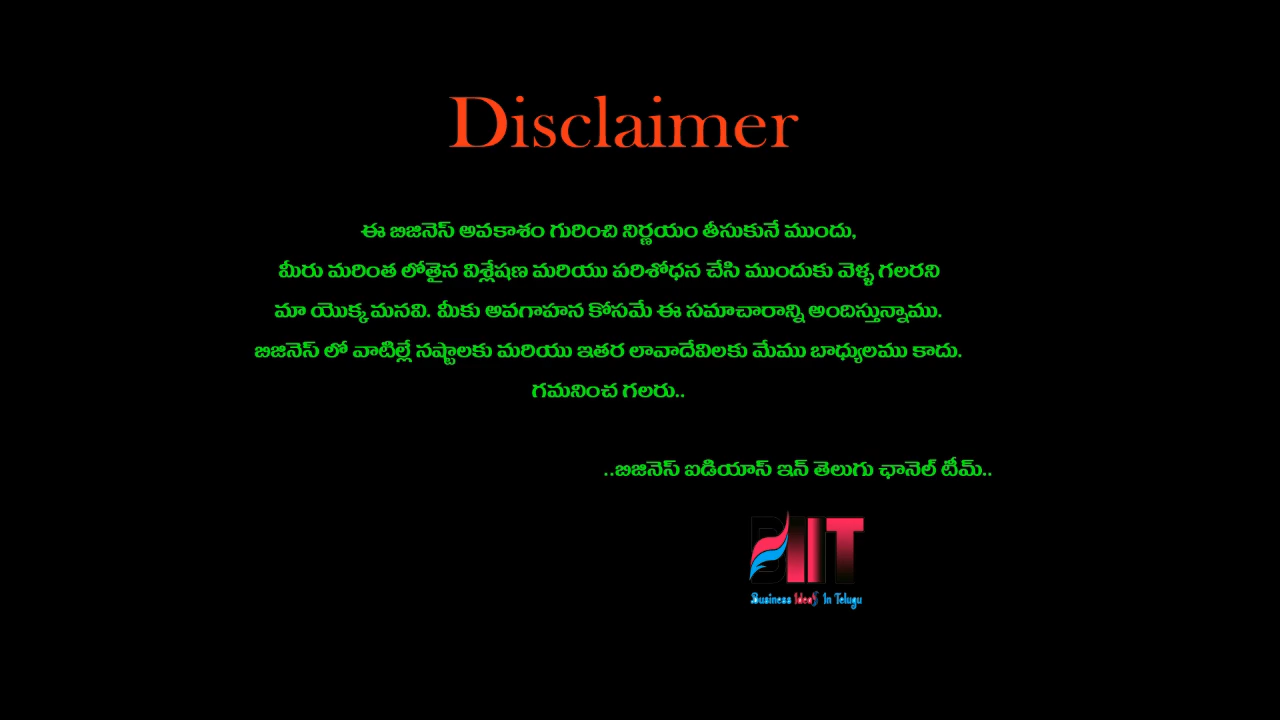 Disclaimer
ఈ బిజినెస్ అవకాశం గురించి నిర్ణయం తీసుకునే ముందు,
మీరు మరింత లోతైన విశ్లేషణ మరియు పరిశోధన చేసి ముందుకు వెళ్ళ గలరని
మా యొక్క మనవి. మీకు అవగాహన కోసమే ఈ సమాచారాన్ని అందిస్తున్నాము.
బిజినెస్ లో వాటిల్లే నష్టాలకు మరియు ఇతర లావాదేవిలకు మేము బాధ్యులము కాదు.
గమనించ గలరు..
..బిజినెస్ ఐడియాస్ ఇన్ తెలుగు ఛానెల్ టీమ్..
BIIT
Business IdeaS In Telugu